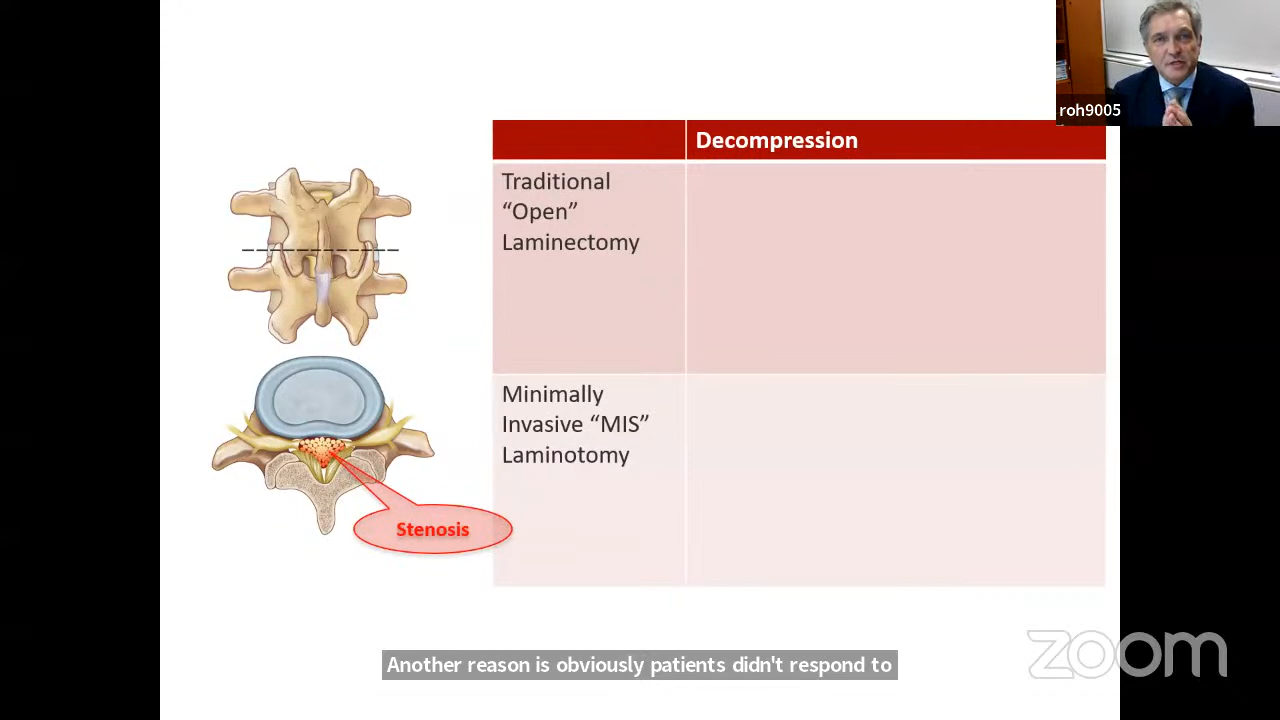 roh9005
Decompression
Traditional
“Open”
Laminectomy
Minimally
Invasive “MIS”
Laminotomy
Stenosis
Another reason is obviously patients didn't respond to
zoom